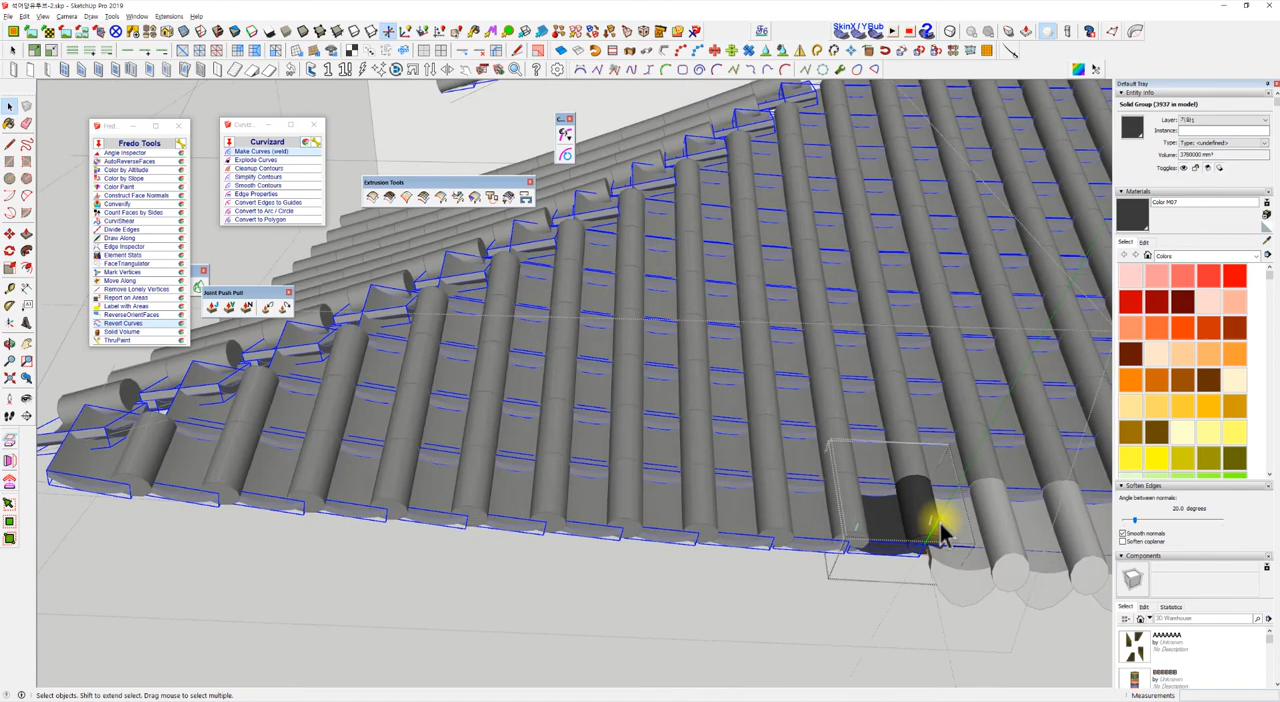 석어당유투브-2.skp - SketchUp Pro 2019
File Edit View Camera Draw Tools Window Extensions Help
SkinX/YBub
Fred...
Fredo Tools
Angle Inspector
AutoReverseFaces
Color by Altitude
Color by Slope
Color Paint
Construct Face Normals
Convexify
Count Faces by Sides
CurviShear
Divide Edges
Draw Along
Edge Inspector
Element Stats
FaceTriangulator
Mark Vertices
Move Along
Remove Lonely Vertices
Report on Areas
Label with Areas
ReverseOrientFaces
Revert Curves
Solid Volume
ThruPaint
Curviz...
Curvizard
Make Curves (weld)
Explode Curves
Cleanup Contours
Simplify Contours
Smooth Contours
Edge Properties
Convert Edges to Guides
Convert to Arc / Circle
Convert to Polygon
C...
Extrusion Tools
Joint Push Pull
Default Tray
Entity Info
Solid Group (3937 in model)
Layer:
Instance:
Type: Type: <undefined>
Volume: 3780000 mm³
Toggles:
Materials
Color M07
Select Edit
Colors
Soften Edges
Angle between normals:
20.0 degrees
Smooth normals
Soften coplanar
Components
Select Edit Statistics
3D Warehouse
AAAAAAA
by Unknown
No Description
BBBBBB
by Unknown
No Description
Select objects. Shift to extend select. Drag mouse to select multiple.
Measurements